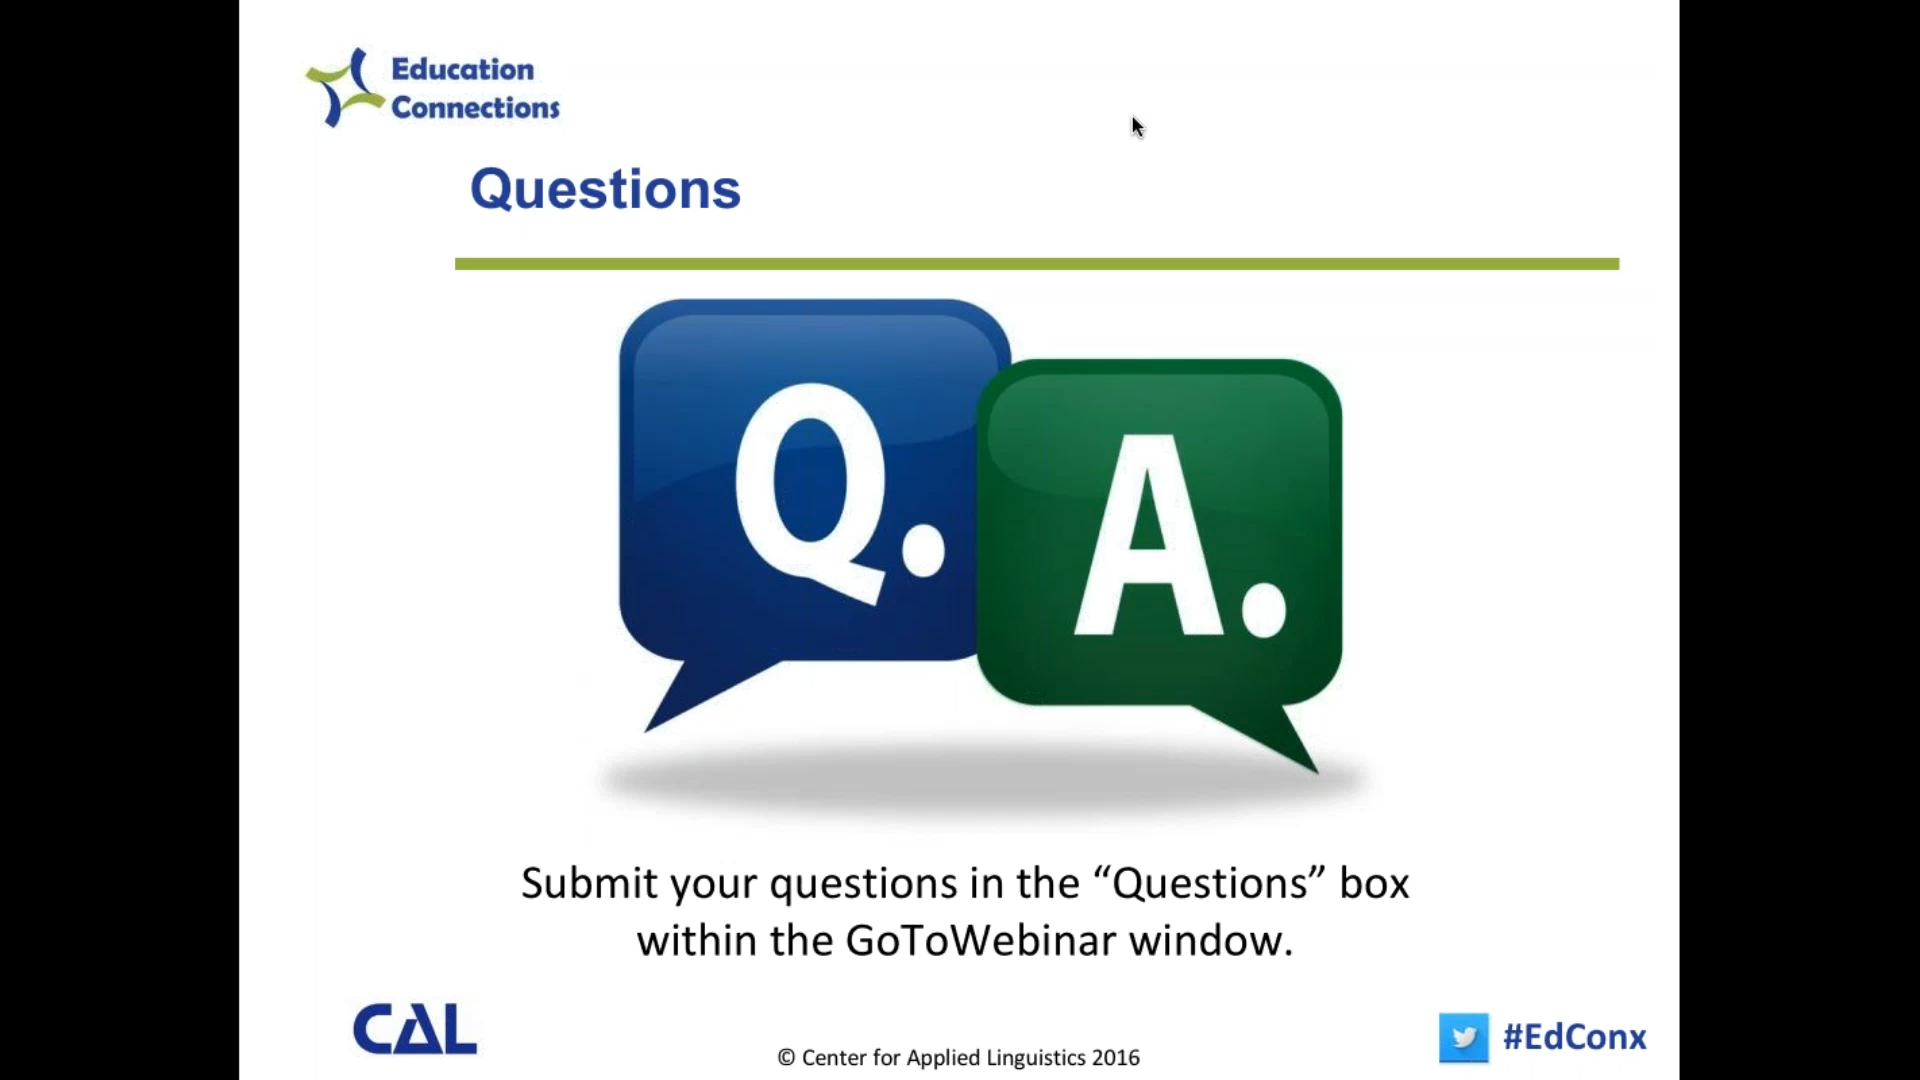 Education
Connections
Questions
Q.
A.
Submit your questions in the “Questions” box
within the GoToWebinar window.
CAL
© Center for Applied Linguistics 2016
#EdConx